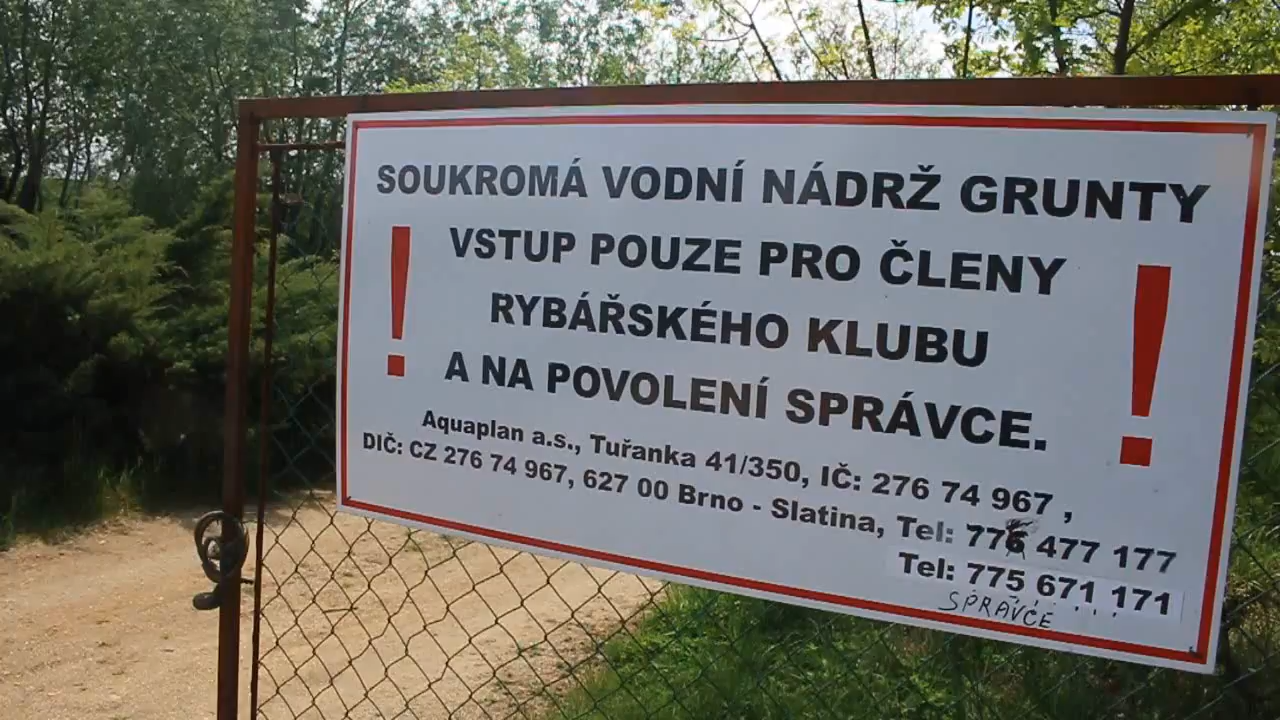 SOUKROMÁ VODNÍ NÁDRŽ GRUNTY
! VSTUP POUZE PRO ČLENY !
RYBÁŘSKÉHO KLUBU
A NA POVOLENÍ SPRÁVCE.
Aquaplan a.s., Tuřanka 41/350, IČ: 276 74 967 ,
DIČ: CZ 276 74 967, 627 00 Brno - Slatina, Tel: 776 477 177
Tel: 775 671 171
SPRÁVCE